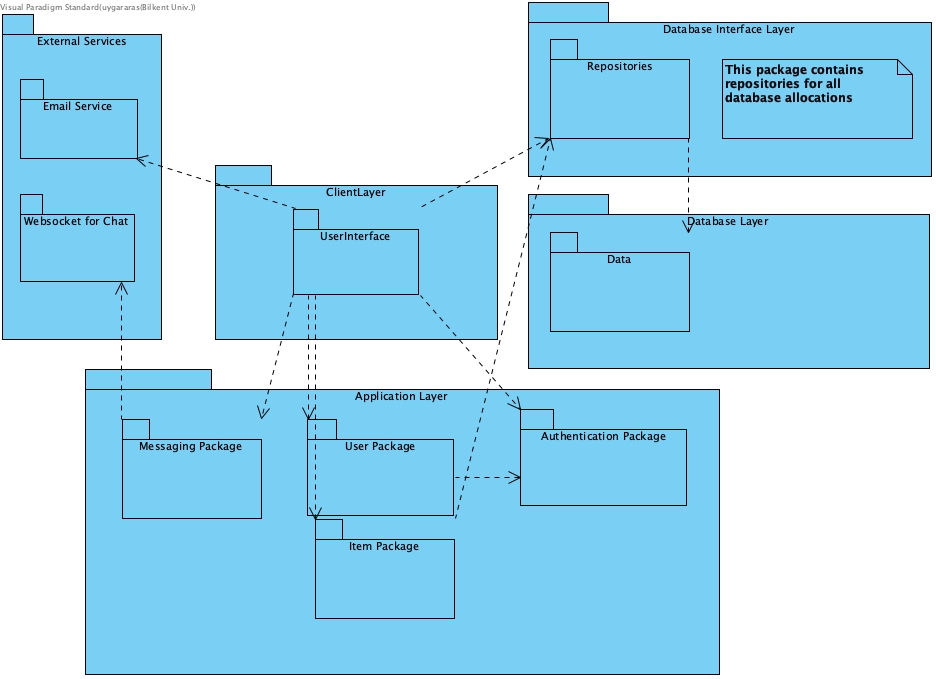 Visual Paradigm Standard(uygararas(Bilkent Univ.))
External Services
Email Service
Websocket for Chat
ClientLayer
UserInterface
Database Interface Layer
Repositories
This package contains
repositories for all
database allocations
Database Layer
Data
Application Layer
Messaging Package
User Package
Authentication Package
Item Package